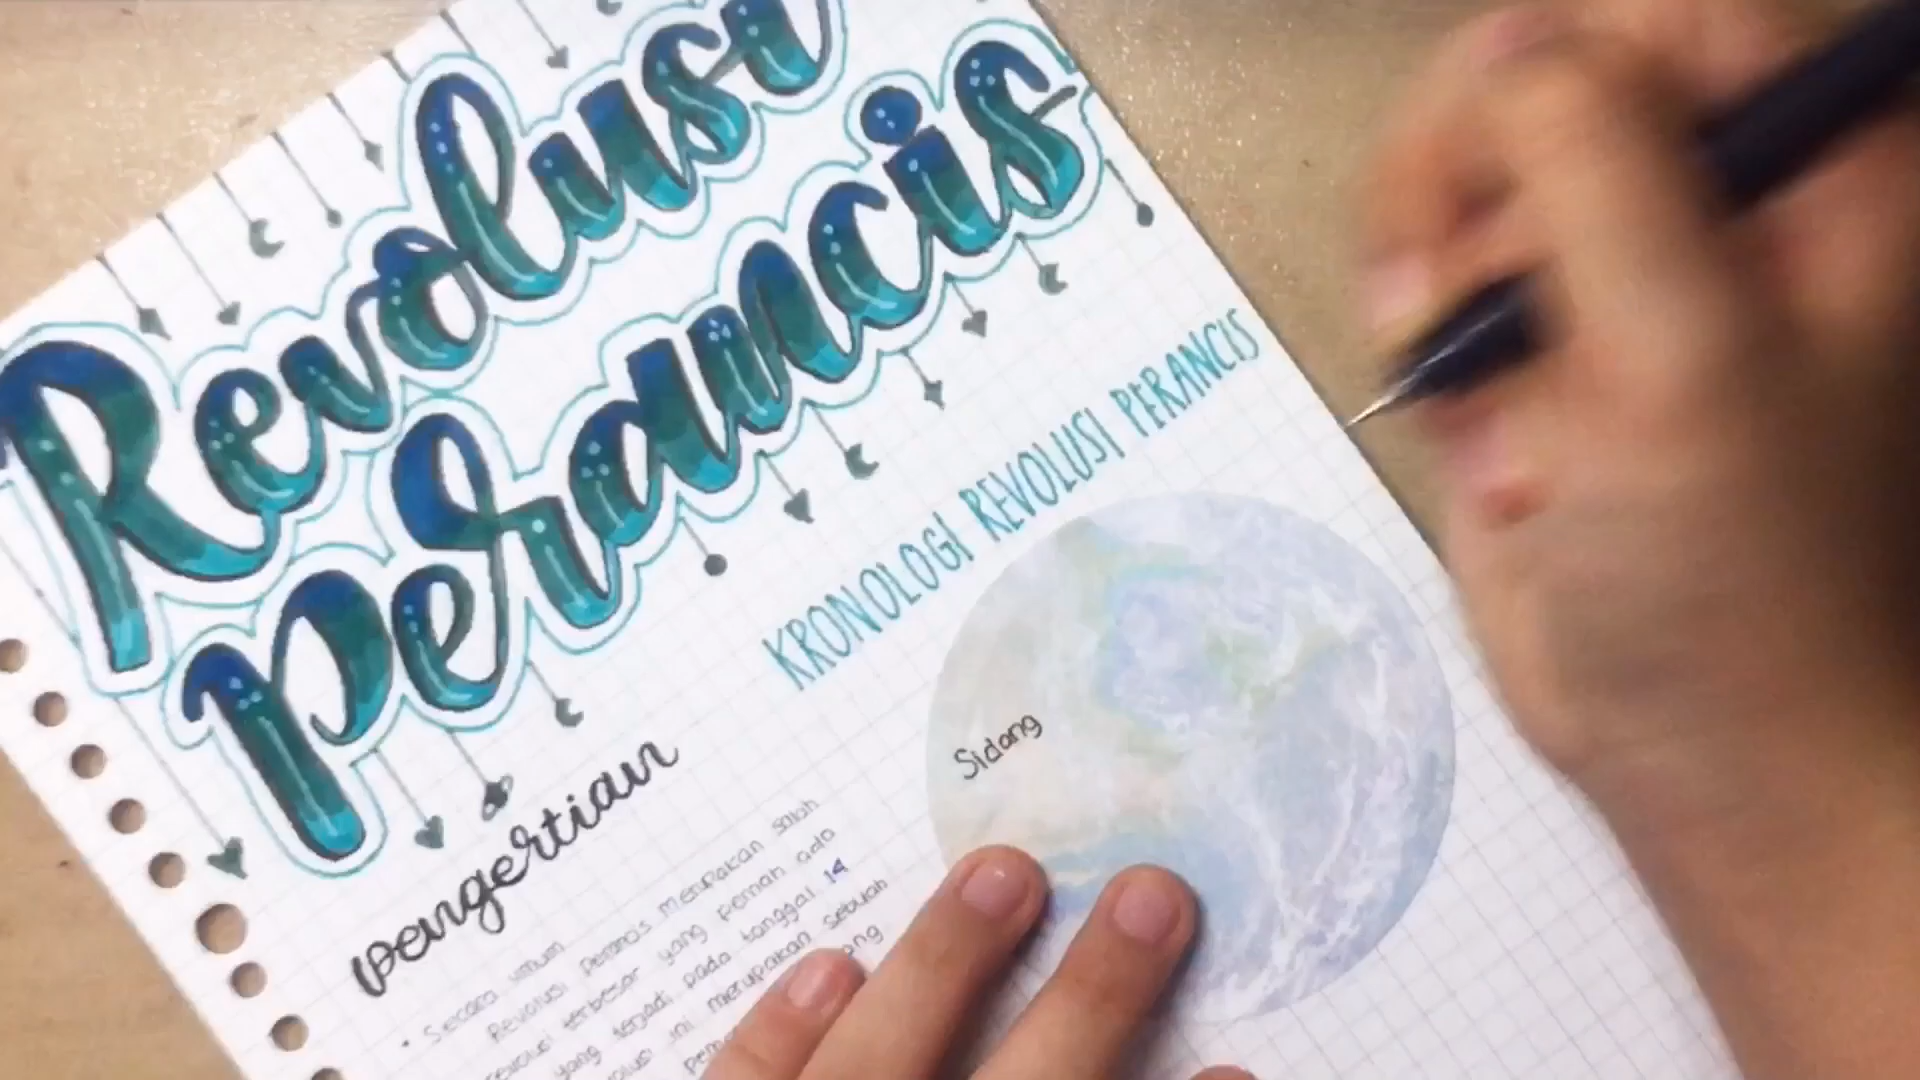 Revolusi
Perancis
KRONOLOGI REVOLUSI PERANCIS
Sidang
pengertian
• Secara umum
Revolusi Perancis merupakan salah
revolusi terbesar yang pernah ada
yang terjadi pada tanggal 14
ini merupakan sebuah